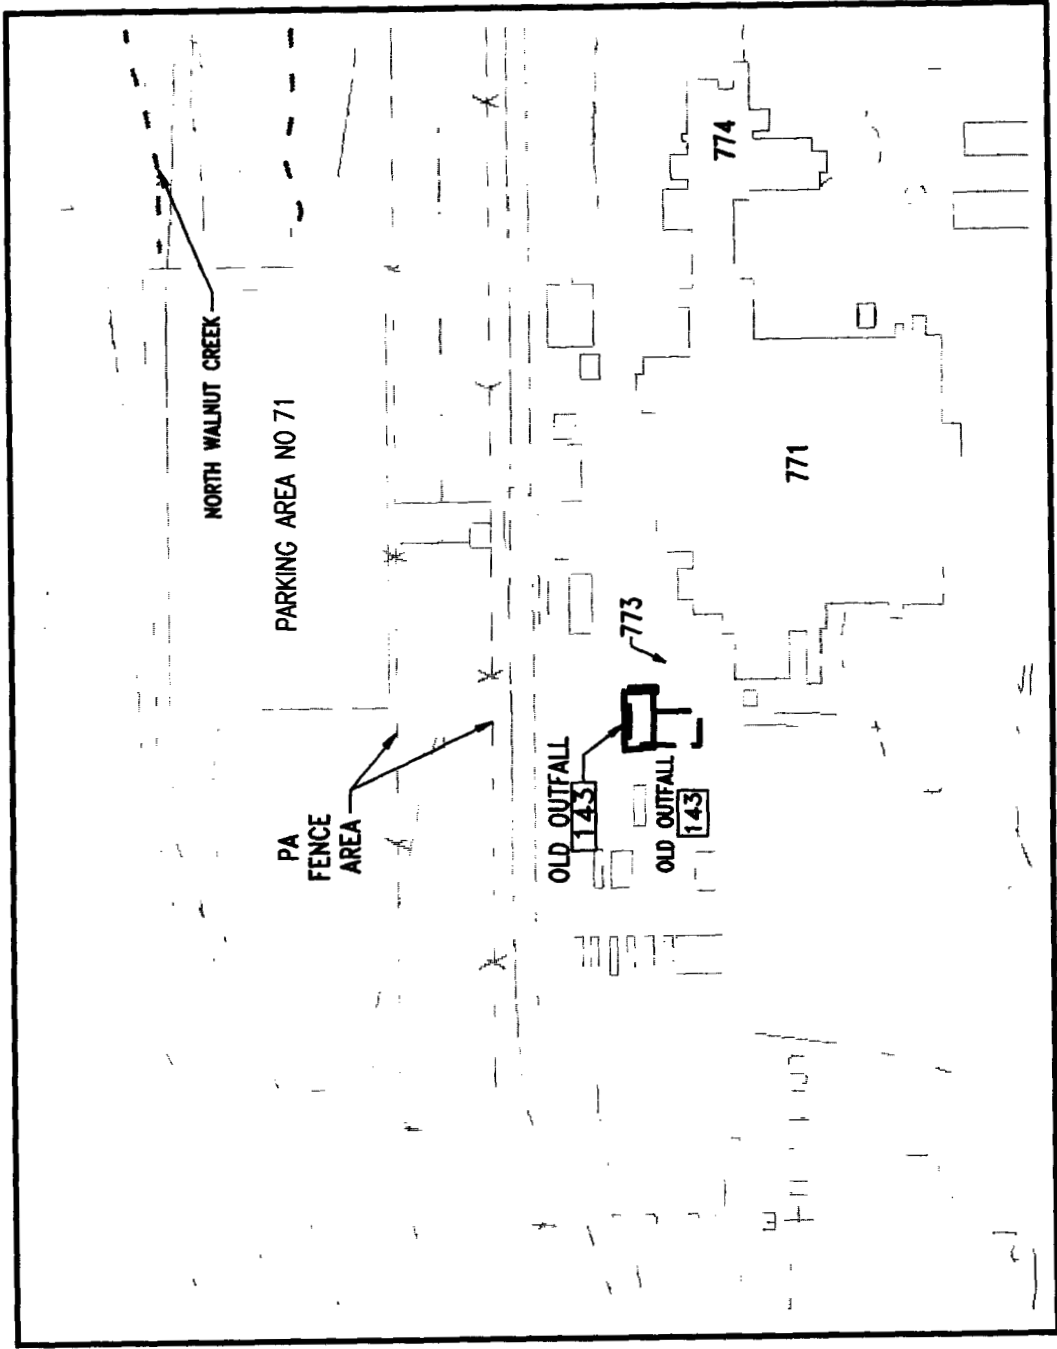 NORTH WALNUT CREEK
PARKING AREA NO 71
PA
FENCE
AREA
OLD OUTFALL
143
OLD OUTFALL
143
773
771
774